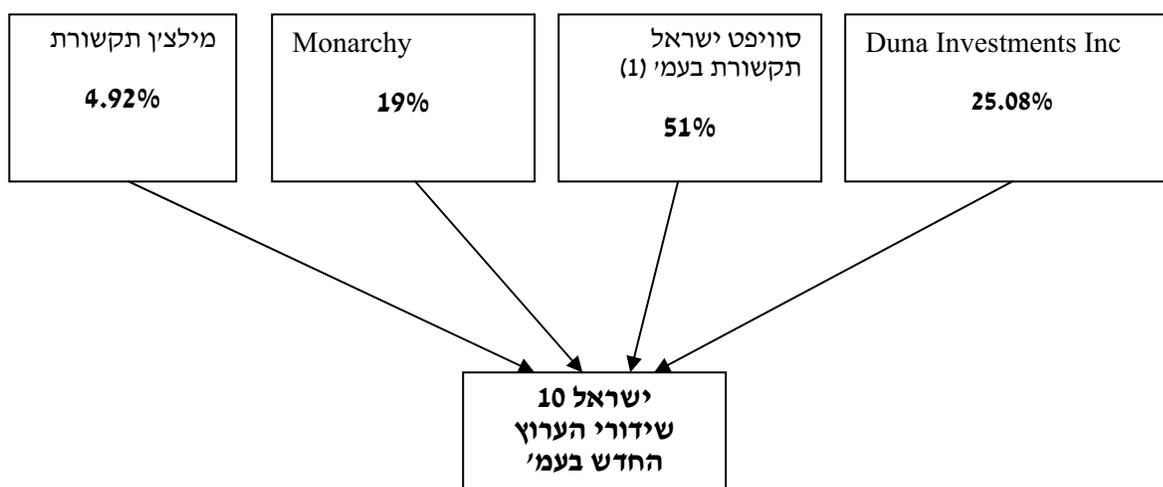 מילצ'ן תקשורת
4.92%
Monarchy
19%
סוויפט ישראל
תקשורת בעמ' (1)
51%
Duna Investments Inc
25.08%
ישראל 10
שידורי הערוץ
החדש בעמ'